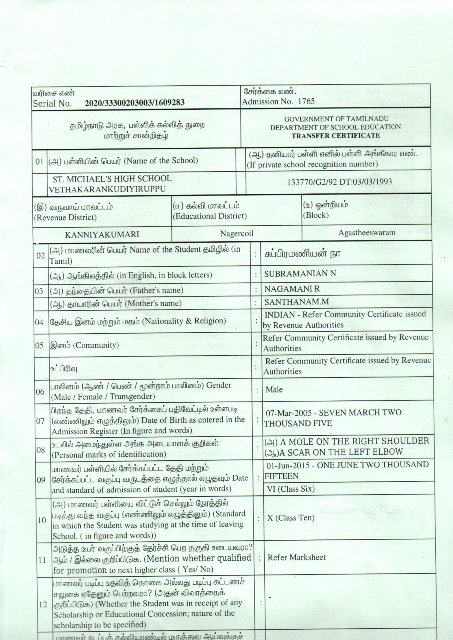 வரிசை எண்
சேர்க்கை எண்.
Serial No. 2020/33300203003/1609283
Admission No. 1765
தமிழ்நாடு அரசு, பள்ளிக் கல்வித் துறை
மாற்றுச் சான்றிதழ்
GOVERNMENT OF TAMILNADU
DEPARTMENT OF SCHOOL EDUCATION
TRANSFER CERTIFICATE
01 (அ) பள்ளியின் பெயர் (Name of the School)
(ஆ) தனியார் பள்ளி எனில் பள்ளி அங்கீகார எண்.
(If private school recognition number)
ST. MICHAEL'S HIGH SCHOOL
VETHAKARANKUDIYIRUPPU
133770/G2/92 DT:03/03/1993
(இ) வருவாய் மாவட்டம்
(Revenue District)
(ஈ) கல்வி மாவட்டம்
(Educational District)
(உ) ஒன்றியம்
(Block)
KANNIYAKUMARI
Nagercoil
Agastheeswaram
02 (அ) மாணவரின் பெயர் Name of the Student தமிழில் (in
Tamil)
: சுப்பிரமணியன் நா
(ஆ) ஆங்கிலத்தில் (in English, in block letters)
: SUBRAMANIAN N
03 (அ) தந்தையின் பெயர் (Father's name)
: NAGAMANI R
(ஆ) தாயாரின் பெயர் (Mother's name)
: SANTHANAM.M
04 தேசிய இனம் மற்றும் மதம் (Nationality & Religion)
: INDIAN - Refer Community Certificate issued
by Revenue Authorities
05 இனம் (Community)
: Refer Community Certificate issued by Revenue
Authorities
உட்பிரிவு
: Refer Community Certificate issued by Revenue
Authorities
06 பாலினம் (ஆண் / பெண் / மூன்றாம் பாலினம்) Gender
(Male / Female / Transgender)
: Male
07 பிறந்த தேதி, மாணவர் சேர்க்கைப் பதிவேட்டில் உள்ளபடி
(எண்ணிலும் எழுத்திலும்) Date of Birth as entered in the
Admission Register (In figure and words)
: 07-Mar-2005 - SEVEN MARCH TWO
THOUSAND FIVE
08 உடலில் அமைந்துள்ள அங்க அடையாளக் குறிகள்
(Personal marks of identification)
: (அ) A MOLE ON THE RIGHT SHOULDER
(ஆ)A SCAR ON THE LEFT ELBOW
09 மாணவர் பள்ளியில் சேர்க்கப்பட்ட தேதி மற்றும்
சேர்க்கப்பட்ட வகுப்பு வருடத்தை எழுத்தால் எழுதவும் Date
and standard of admission of student (year in words)
: 01-Jun-2015 - ONE JUNE TWO THOUSAND
FIFTEEN
VI (Class Six)
10 (அ) மாணவர் பள்ளியை விட்டுச் செல்லும் நேரத்தில்
படித்து வந்த வகுப்பு (எண்ணிலும் எழுத்திலும்) (Standard
in which the Student was studying at the time of leaving
School. ( in figure and words))
: X (Class Ten)
11 அடுத்த உயர் வகுப்பிற்குத் தேர்ச்சி பெற தகுதி உடையவரா?
ஆம் / இல்லை குறிப்பிடுக. (Mention whether qualified
for promotion to next higher class ( Yes/ No)
: Refer Marksheet
12 மாணவர் படிப்பு உதவித் தொகை அல்லது படிப்பு கட்டணச்
சலுகை ஏதேனும் பெற்றவரா? (அதன் விவரத்தைக்
குறிப்பிடுக) (Whether the Student was in receipt of any
Scholarship or Educational Concession; nature of the
scholarship to be specified)
: -